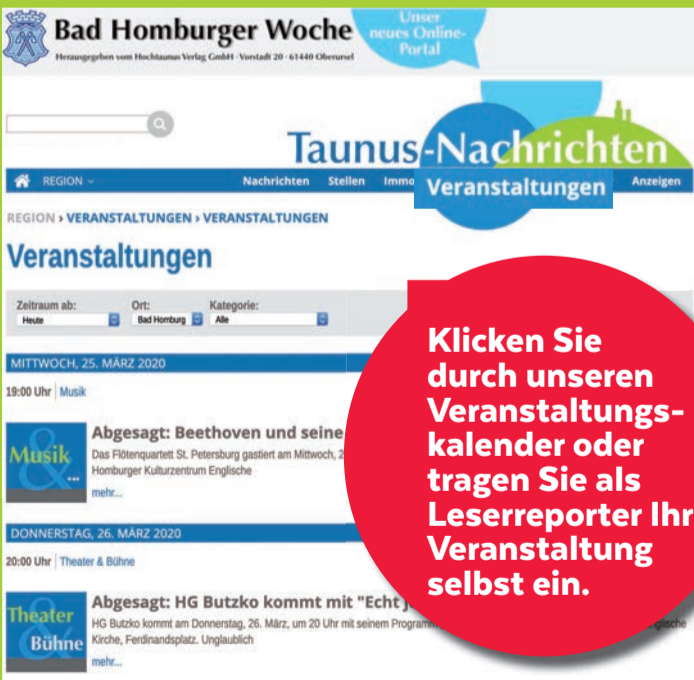 Bad Homburger Woche
Herausgegeben vom Hochtaunus Verlag GmbH · Vorstadt 20 · 61440 Oberursel
Unser
neues Online-
Portal
Taunus-Nachrichten
REGION
Nachrichten Stellen Immo Veranstaltungen Anzeigen
REGION › VERANSTALTUNGEN › VERANSTALTUNGEN
Veranstaltungen
Zeitraum ab: Ort: Kategorie:
Heute Bad Homburg Alle
MITTWOCH, 25. MÄRZ 2020
19:00 Uhr | Musik
Musik
&
...
Abgesagt: Beethoven und seine
Das Flötenquartett St. Petersburg gastiert am Mittwoch, 2
Homburger Kulturzentrum Englische
mehr...
DONNERSTAG, 26. MÄRZ 2020
20:00 Uhr | Theater & Bühne
Theater
&
Bühne
Abgesagt: HG Butzko kommt mit "Echt j
HG Butzko kommt am Donnerstag, 26. März, um 20 Uhr mit seinem Programm
Kirche, Ferdinandsplatz. Unglaublich
mehr...
Klicken Sie
durch unseren
Veranstaltungs-
kalender oder
tragen Sie als
Leserreporter Ihr
Veranstaltung
selbst ein.